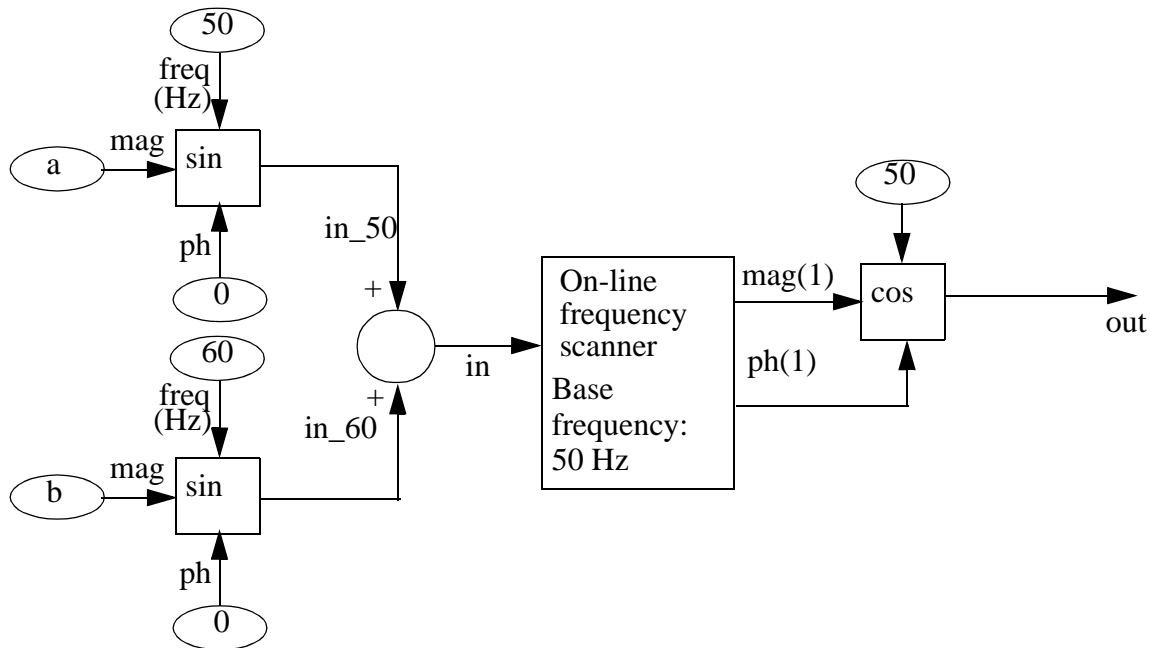 50
freq
(Hz)
mag
a
sin
ph
0
in_50
+
60
freq
(Hz)
mag
b
sin
ph
0
in_60
+
in
On-line
frequency
scanner
Base
frequency:
50 Hz
mag(1)
ph(1)
50
cos
out